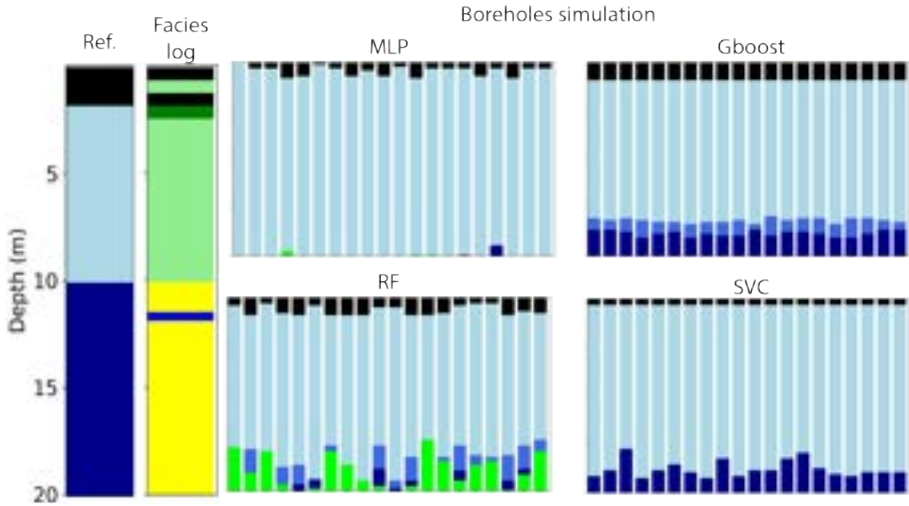 Boreholes simulation
Ref.
Facies
log
MLP
Gboost
RF
SVC
Depth (m)
5
10
15
20